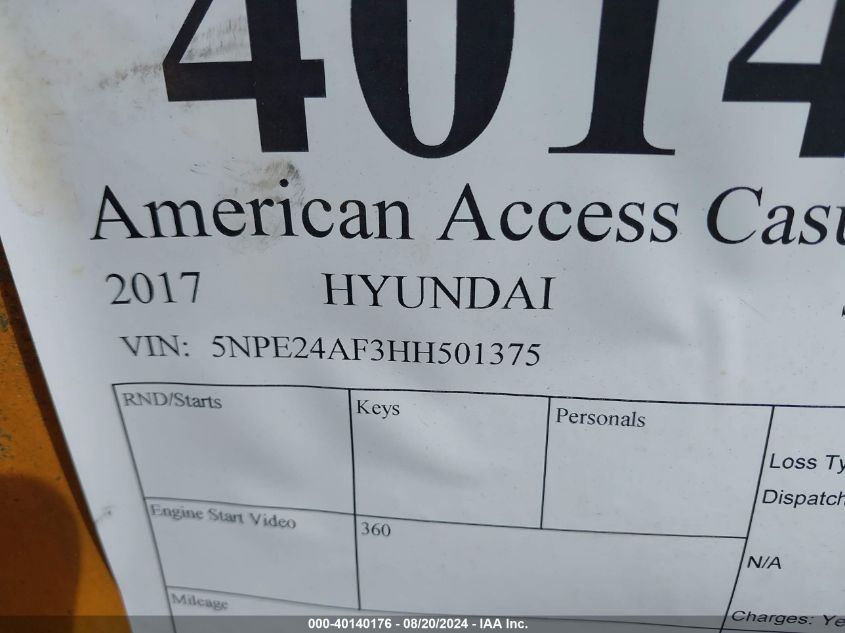 4014
American Access Casu
2017 HYUNDAI
VIN: 5NPE24AF3HH501375
RND/Starts Keys Personals
Loss Ty
Dispatch
Engine Start Video 360
N/A
Mileage
Charges: Ye
000-40140176 - 08/20/2024 - IAA Inc.